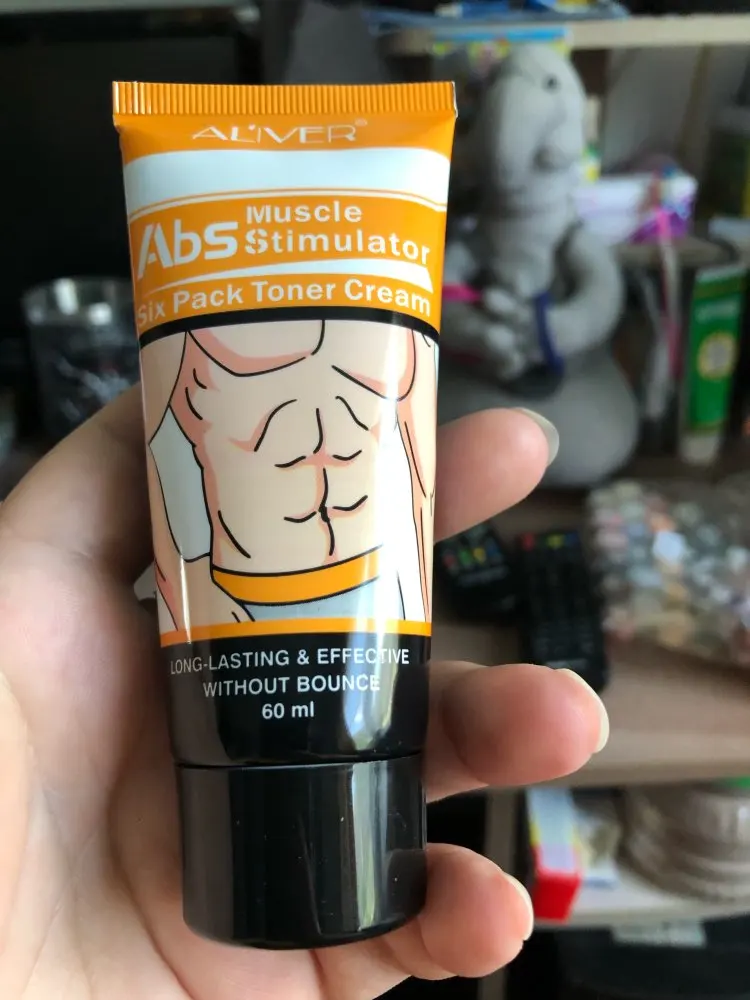 ALIVER®
Abs Muscle Stimulator
Six Pack Toner Cream
LONG-LASTING & EFFECTIVE
WITHOUT BOUNCE
60 ml